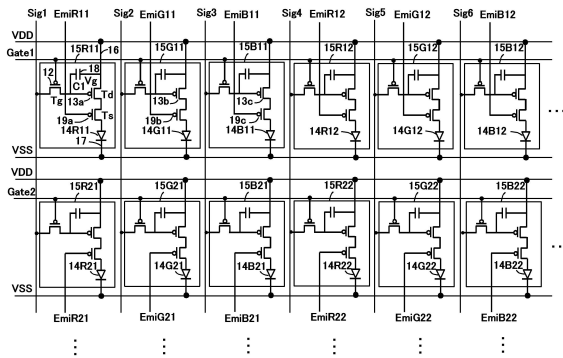 Sig1 EmiR11 Sig2 EmiG11 Sig3 EmiB11 Sig4 EmiR12 Sig5 EmiG12 Sig6 EmiB12
VDD
15R11 16 15G11 15B11 15R12 15G12 15B12
Gate1
12 C1 18
Vg
Tg 13a Td 13b 13c
19a Ts 19b 19c
14R11 14G11 14B11 14R12 14G12 14B12
17
VSS
VDD
Gate2 15R21 15G21 15B21 15R22 15G22 15B22
14R21 14G21 14B21 14R22 14G22 14B22
VSS
EmiR21 EmiG21 EmiB21 EmiR22 EmiG22 EmiB22